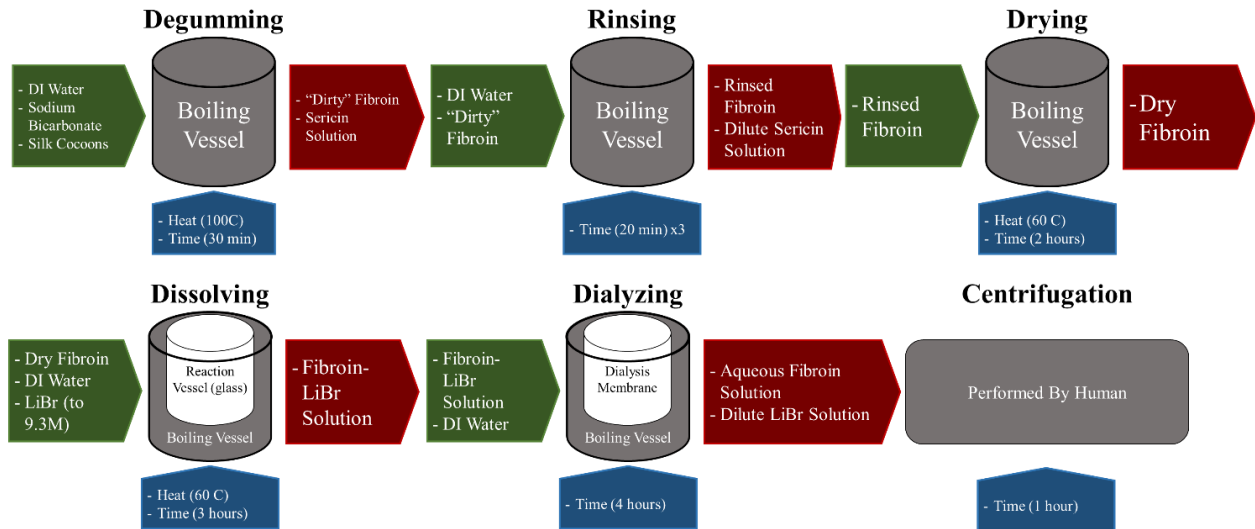 Degumming
- DI Water
- Sodium
Bicarbonate
- Silk Cocoons
Boiling
Vessel
- Heat (100C)
- Time (30 min)
- “Dirty” Fibroin
- Sericin
Solution
Rinsing
- DI Water
- “Dirty”
Fibroin
Boiling
Vessel
- Time (20 min) x3
- Rinsed
Fibroin
- Dilute Sericin
Solution
Drying
- Rinsed
Fibroin
Boiling
Vessel
- Heat (60 C)
- Time (2 hours)
- Dry
Fibroin
Dissolving
- Dry Fibroin
- DI Water
- LiBr (to
9.3M)
Reaction
Vessel (glass)
Boiling Vessel
- Heat (60 C)
- Time (3 hours)
- Fibroin-
LiBr
Solution
Dialyzing
- Fibroin-
LiBr
Solution
- DI Water
Dialysis
Membrane
Boiling Vessel
- Time (4 hours)
- Aqueous Fibroin
Solution
- Dilute LiBr Solution
Centrifugation
Performed By Human
- Time (1 hour)